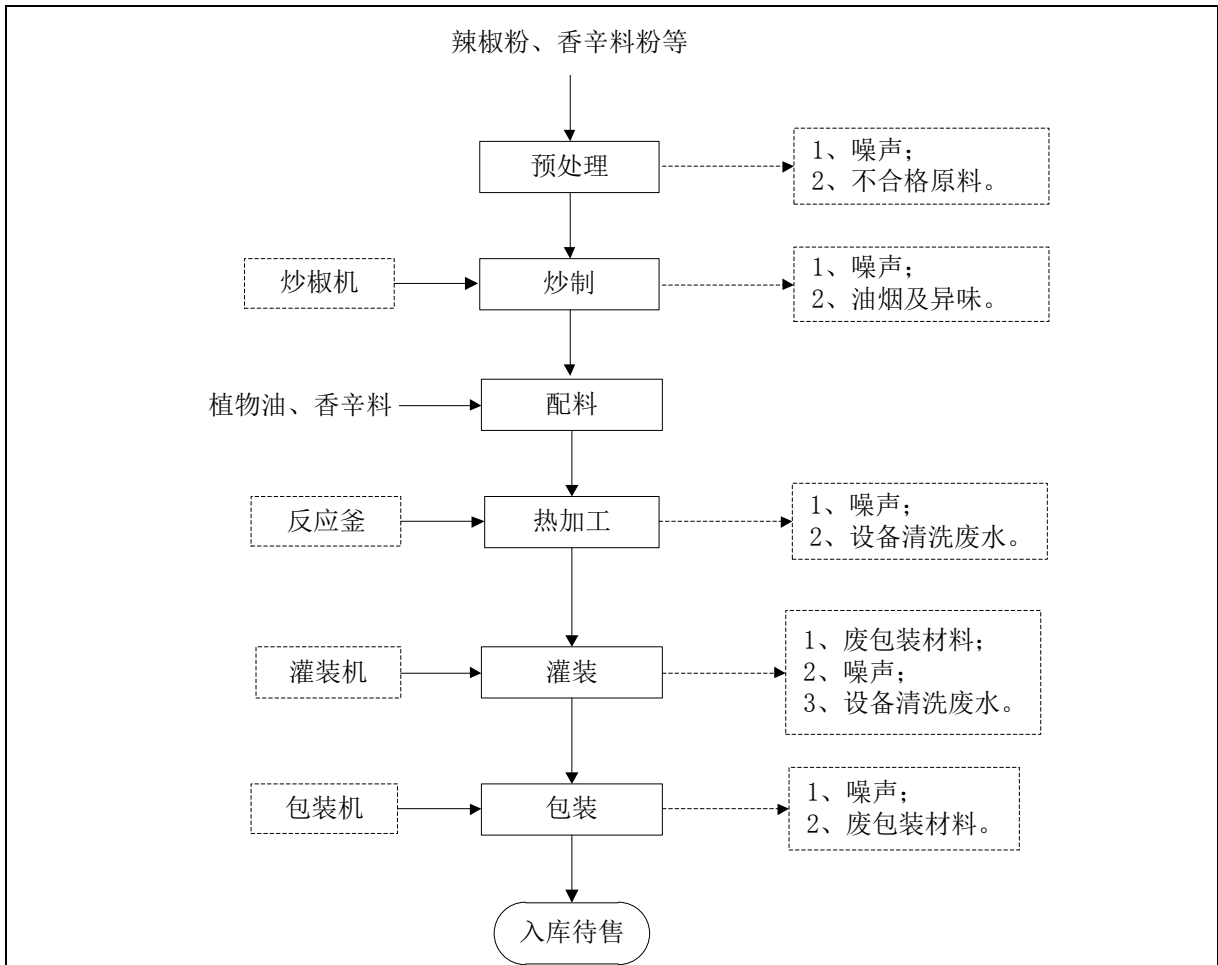 辣椒粉、香辛料粉等
预处理
1、噪声；
2、不合格原料。
炒椒机
炒制
1、噪声；
2、油烟及异味。
植物油、香辛料
配料
反应釜
热加工
1、噪声；
2、设备清洗废水。
灌装机
灌装
1、废包装材料；
2、噪声；
3、设备清洗废水。
包装机
包装
1、噪声；
2、废包装材料。
入库待售